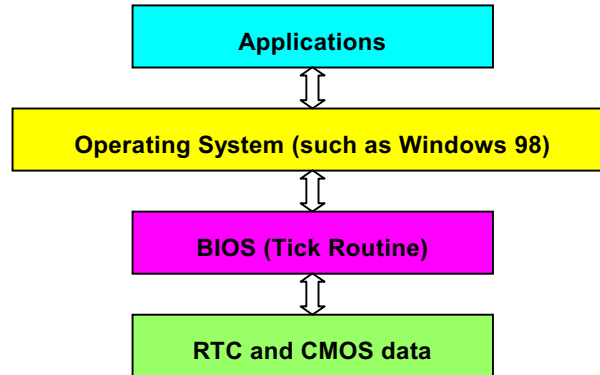 Applications
Operating System (such as Windows 98)
BIOS (Tick Routine)
RTC and CMOS data